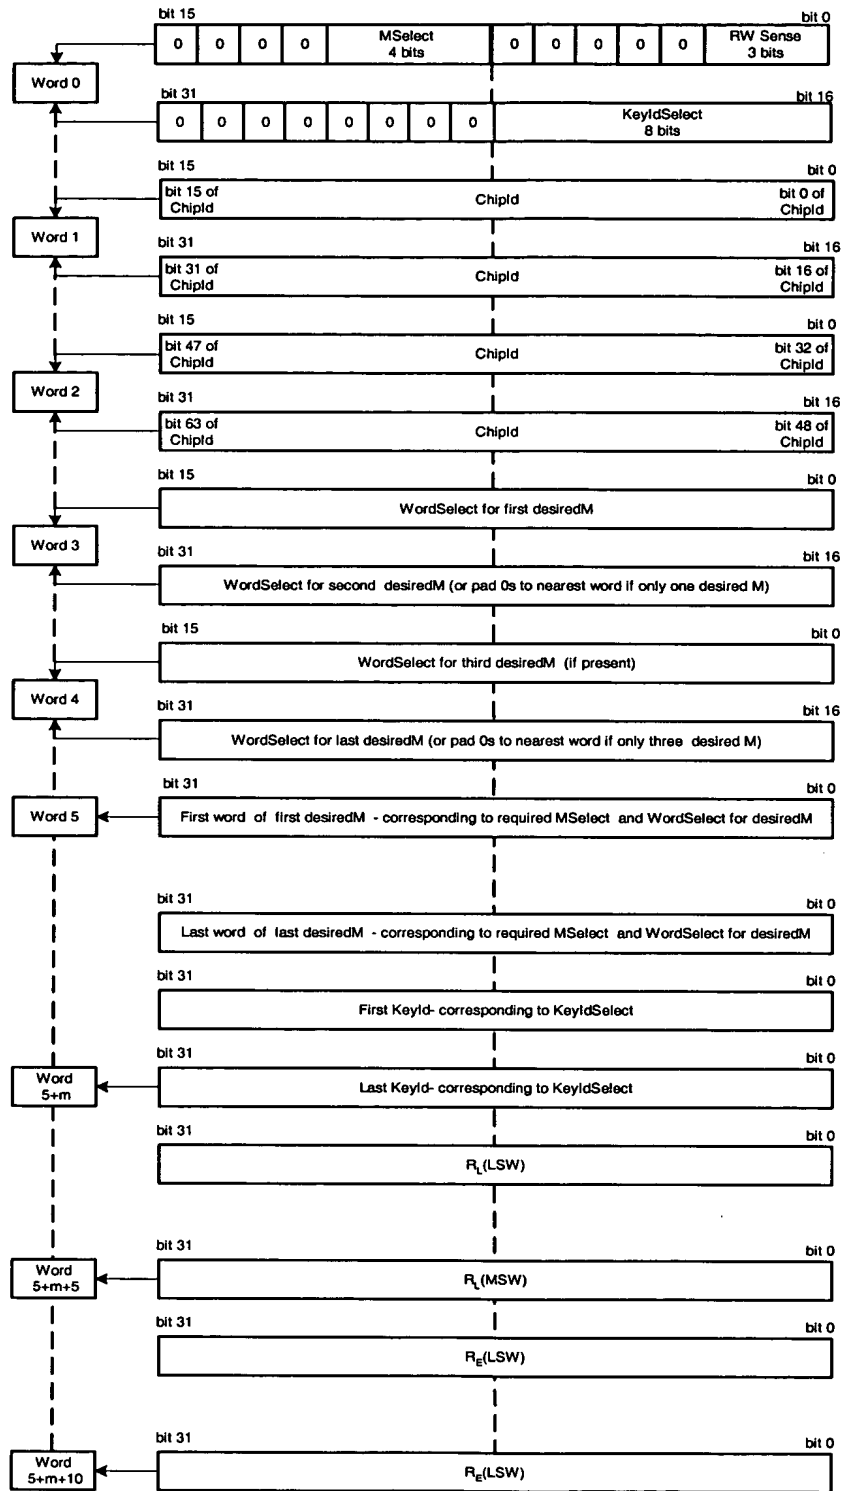 bit 15
bit 0
0 0 0 0 MSelect 4 bits 0 0 0 0 0 RW Sense 3 bits
Word 0
bit 31
bit 16
0 0 0 0 0 0 0 0 KeyIdSelect 8 bits
bit 15
bit 0
bit 15 of ChipId
ChipId
bit 0 of ChipId
Word 1
bit 31
bit 16
bit 31 of ChipId
ChipId
bit 16 of ChipId
bit 15
bit 0
bit 47 of ChipId
ChipId
bit 32 of ChipId
Word 2
bit 31
bit 16
bit 63 of ChipId
ChipId
bit 48 of ChipId
bit 15
bit 0
WordSelect for first desiredM
Word 3
bit 31
bit 16
WordSelect for second desiredM (or pad 0s to nearest word if only one desired M)
bit 15
bit 0
WordSelect for third desiredM (if present)
Word 4
bit 31
bit 16
WordSelect for last desiredM (or pad 0s to nearest word if only three desired M)
bit 31
bit 0
Word 5
First word of first desiredM - corresponding to required MSelect and WordSelect for desiredM
bit 31
bit 0
Last word of last desiredM - corresponding to required MSelect and WordSelect for desiredM
bit 31
bit 0
First KeyId- corresponding to KeyIdSelect
bit 31
bit 0
Word 5+m
Last KeyId- corresponding to KeyIdSelect
bit 31
bit 0
RL(LSW)
bit 31
bit 0
Word 5+m+5
RL(MSW)
bit 31
bit 0
RE(LSW)
bit 31
bit 0
Word 5+m+10
RE(LSW)